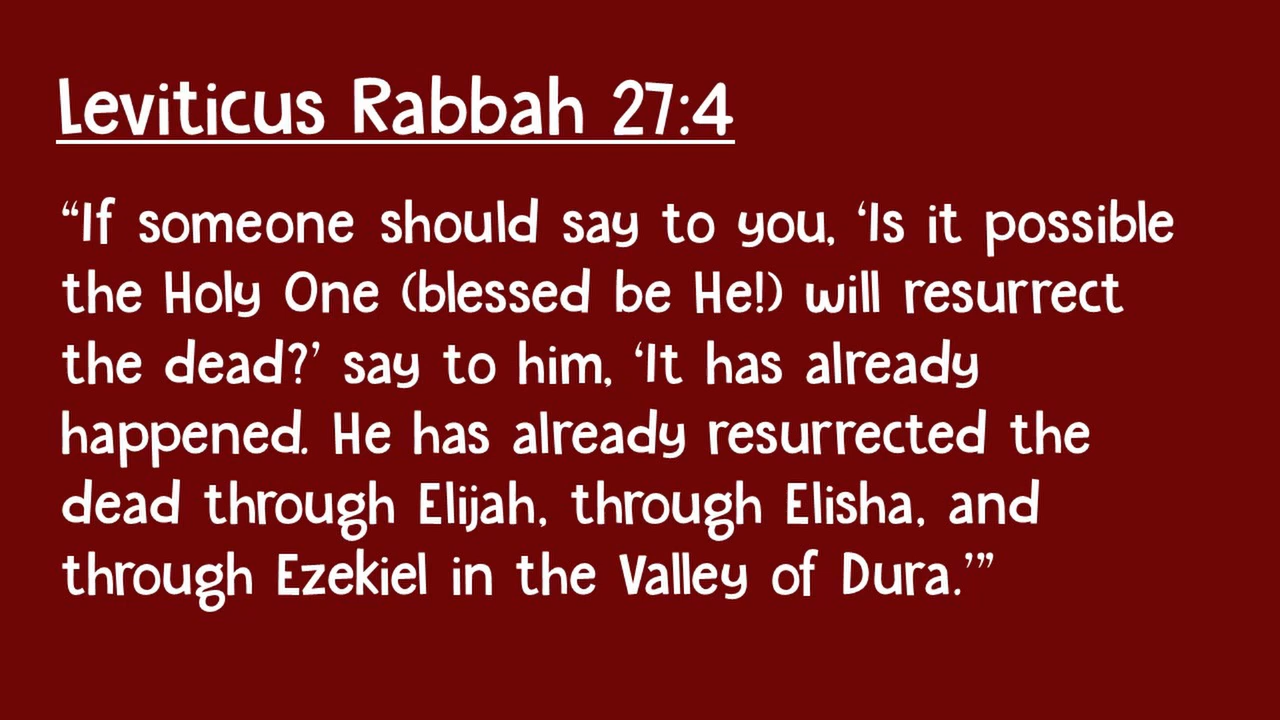 Leviticus Rabbah 27:4
“If someone should say to you, ‘Is it possible
the Holy One (blessed be He!) will resurrect
the dead?’ say to him, ‘It has already
happened. He has already resurrected the
dead through Elijah, through Elisha, and
through Ezekiel in the Valley of Dura.’”